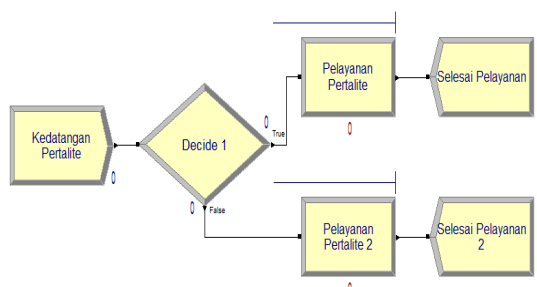 Pelayanan
Pertalite
Selesai Pelayanan
0
True
0
Kedatangan
Pertalite
Decide 1
0
0
False
Pelayanan
Pertalite 2
Selesai Pelayanan
2
0